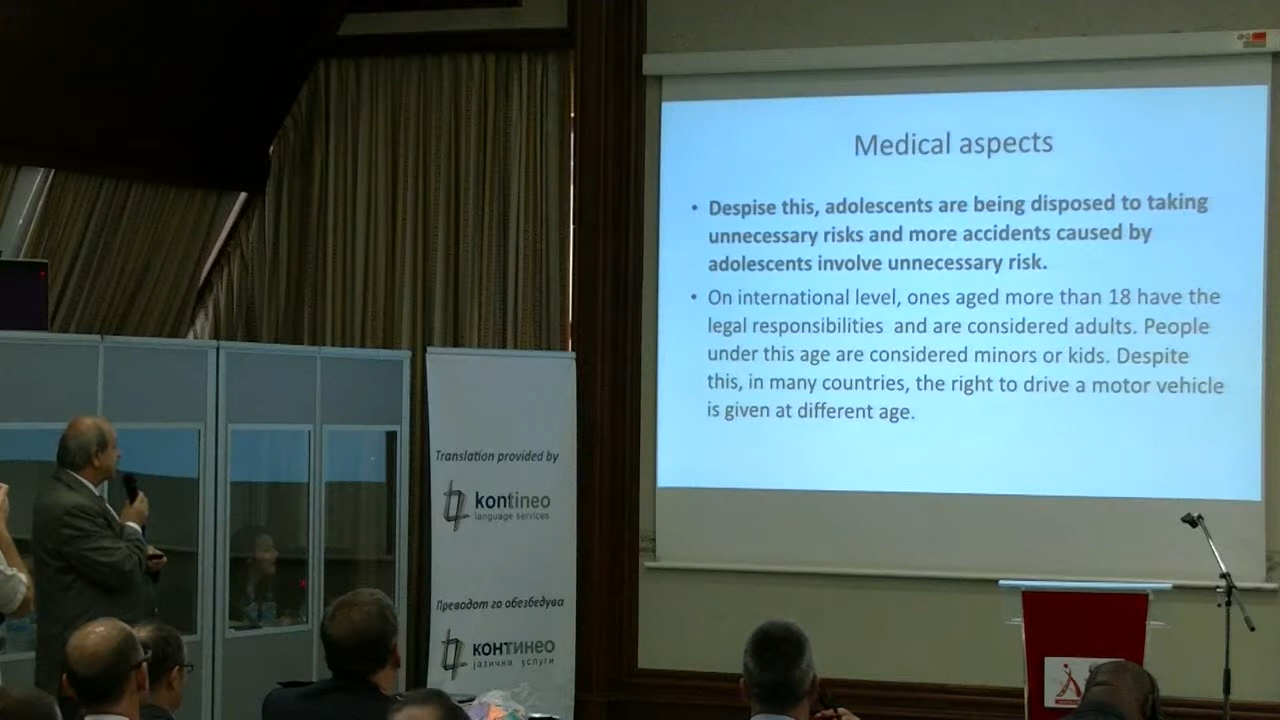 Medical aspects
• Despise this, adolescents are being disposed to taking
unnecessary risks and more accidents caused by
adolescents involve unnecessary risk.
• On international level, ones aged more than 18 have the
legal responsibilities and are considered adults. People
under this age are considered minors or kids. Despite
this, in many countries, the right to drive a motor vehicle
is given at different age.
Translation provided by
kontineo
language services
Преводот го обезбедува
континео
јазични услуги